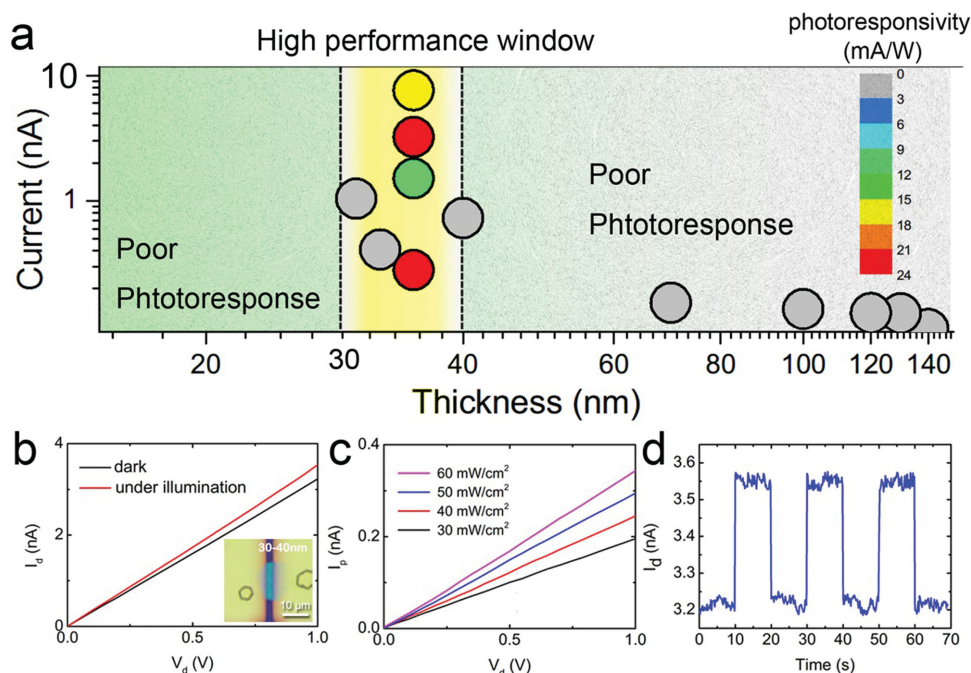 a
High performance window
photoresponsivity
(mA/W)
Current (nA)
10
1
Poor
Phtotoresponse
Poor
Phtotoresponse
0
3
6
9
12
15
18
21
24
20
30
40
60
80
100
120
140
Thickness (nm)
b
I_d (nA)
4
2
0
dark
under illumination
30-40nm
10 µm
0.0
0.5
1.0
V_d (V)
c
I_p (nA)
0.4
0.2
0.0
60 mW/cm²
50 mW/cm²
40 mW/cm²
30 mW/cm²
0.0
0.5
1.0
V_d (V)
d
I_d (nA)
3.6
3.5
3.4
3.3
3.2
0
10
20
30
40
50
60
70
Time (s)